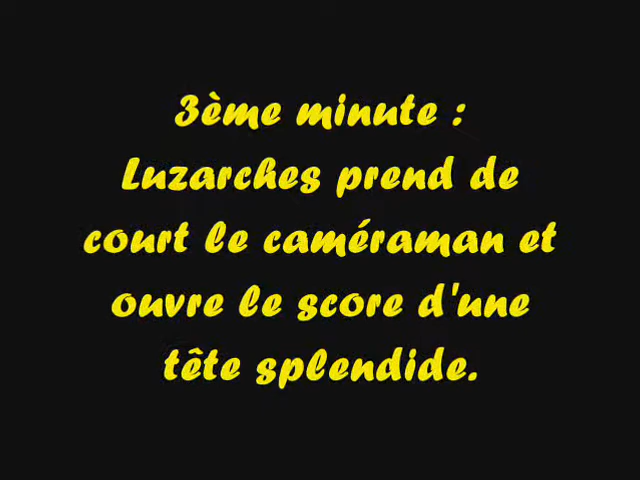 3ème minute :
Luzarches prend de
court le caméraman et
ouvre le score d'une
tête splendide.